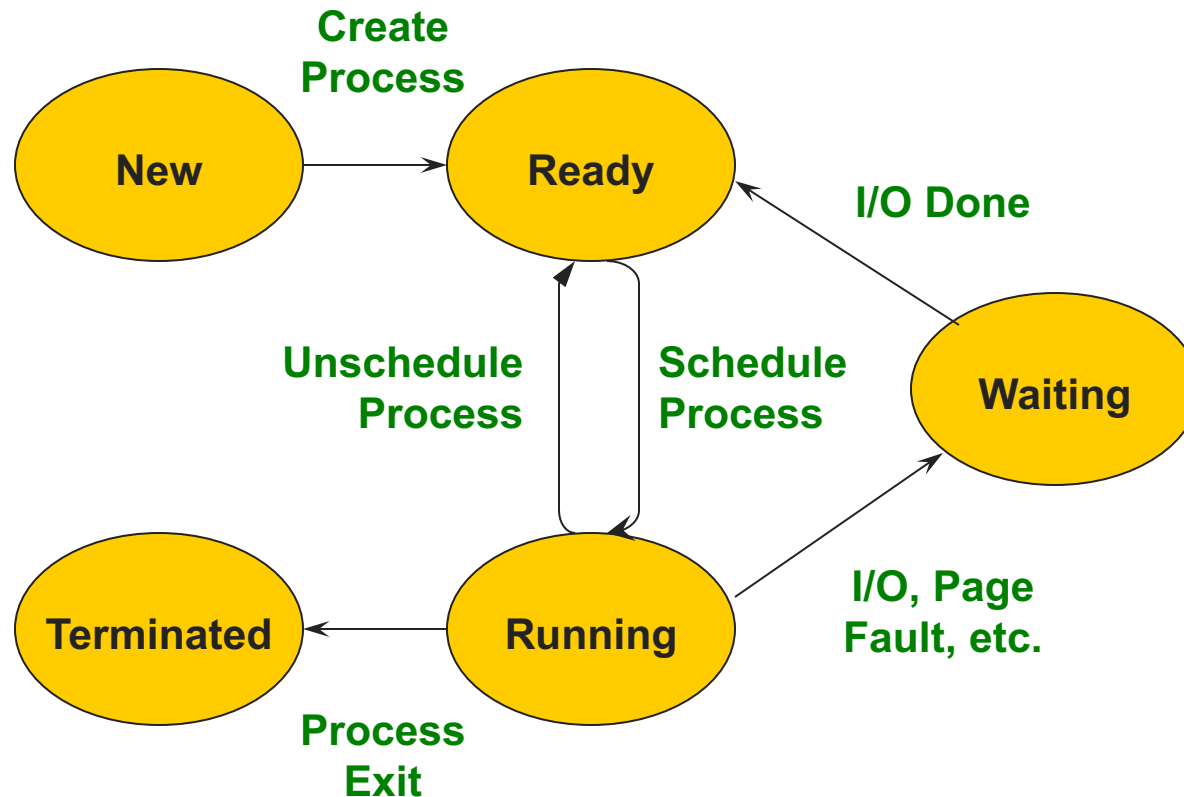 Create
Process
New
Ready
I/O Done
Unschedule
Process
Schedule
Process
Waiting
I/O, Page
Fault, etc.
Terminated
Running
Process
Exit